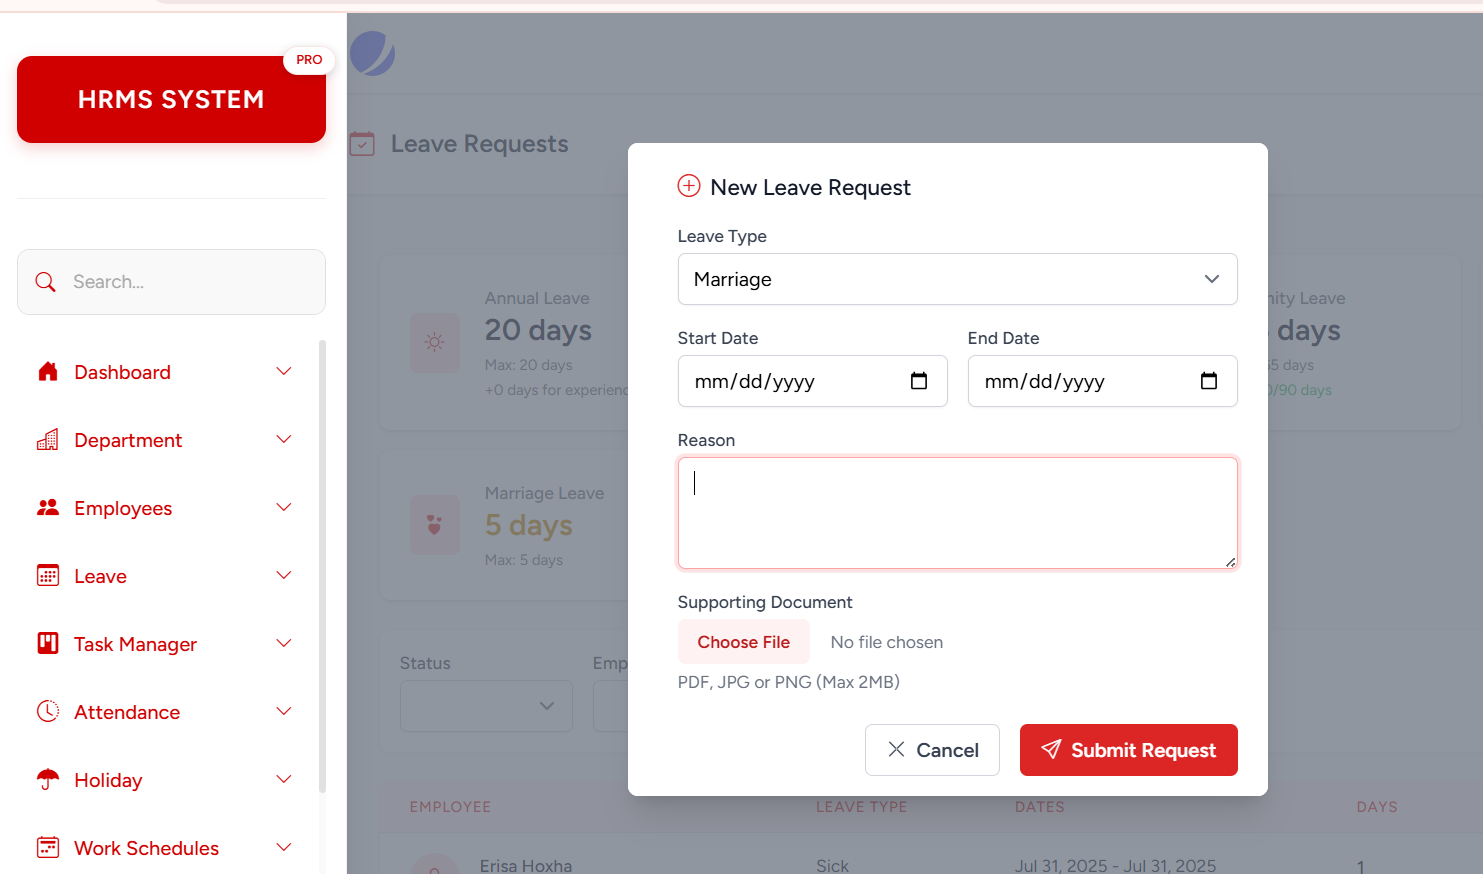 PRO
HRMS SYSTEM
Search...
Dashboard
Department
Employees
Leave
Task Manager
Attendance
Holiday
Work Schedules
Leave Requests
Annual Leave
20 days
Max: 20 days
+0 days for experienc
nity Leave
days
65 days
0/90 days
Marriage Leave
5 days
Max: 5 days
Status
Emp
EMPLOYEE
LEAVE TYPE
DATES
DAYS
Erisa Hoxha
Sick
Jul 31, 2025 - Jul 31, 2025
1
New Leave Request
Leave Type
Marriage
Start Date
End Date
mm/dd/yyyy
mm/dd/yyyy
Reason
Supporting Document
Choose File
No file chosen
PDF, JPG or PNG (Max 2MB)
Cancel
Submit Request